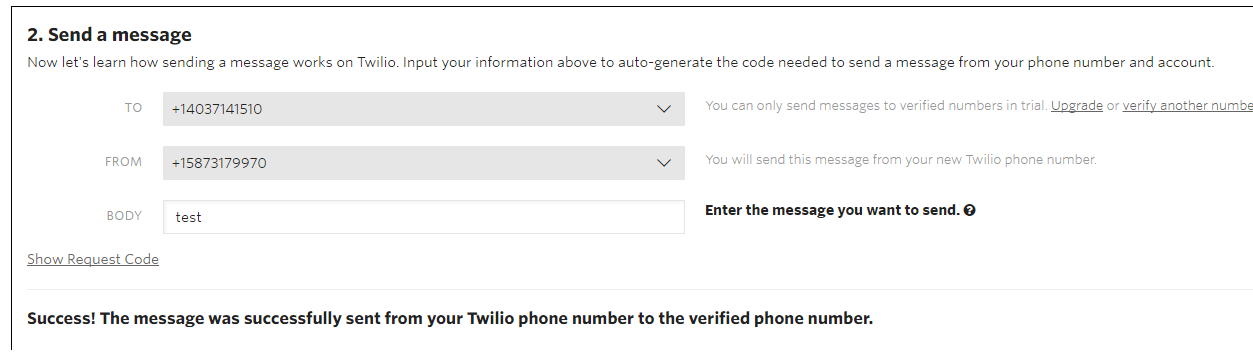 2. Send a message
Now let's learn how sending a message works on Twilio. Input your information above to auto-generate the code needed to send a message from your phone number and account.
TO
+14037141510
You can only send messages to verified numbers in trial. Upgrade or verify another numbe
FROM
+15873179970
You will send this message from your new Twilio phone number.
BODY
test
Enter the message you want to send. ?
Show Request Code
Success! The message was successfully sent from your Twilio phone number to the verified phone number.